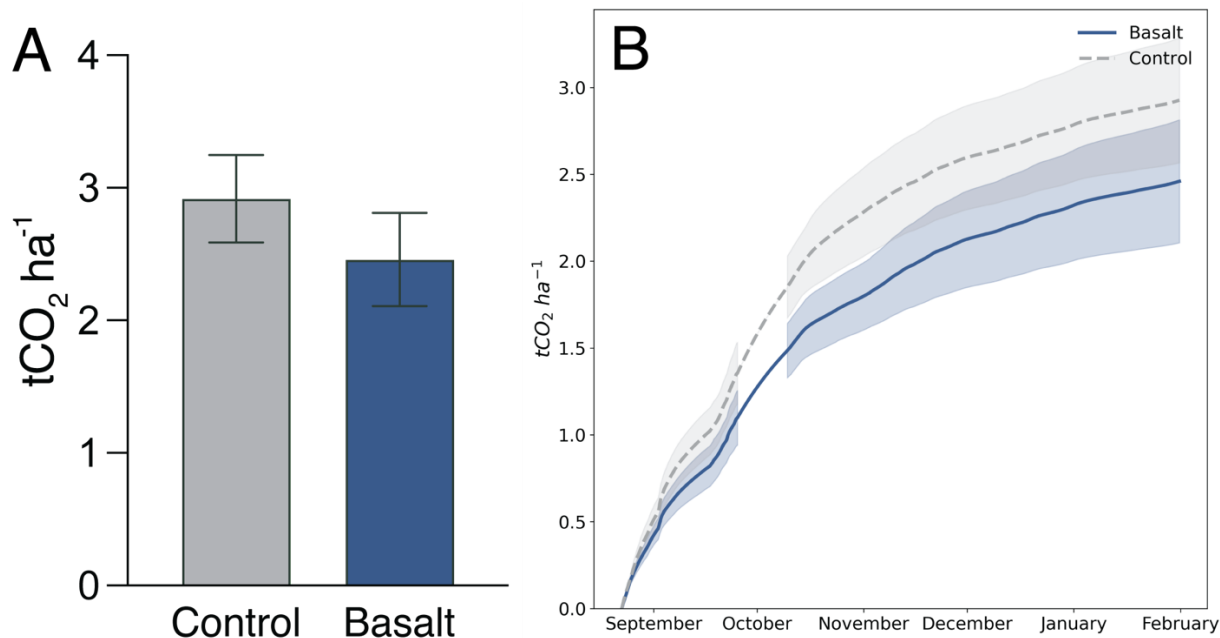 A
tCO₂ ha⁻¹
4
3
2
1
0
Control
Basalt
B
Basalt
Control
tCO₂ ha⁻¹
3.0
2.5
2.0
1.5
1.0
0.5
0.0
September October November December January February